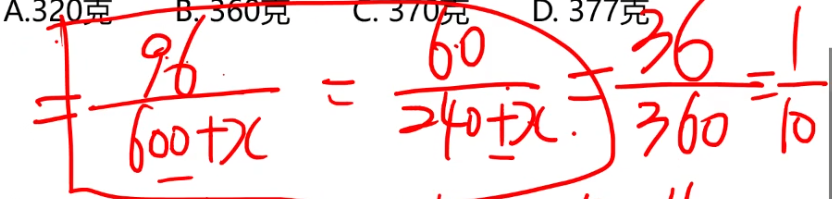 A.320克 B. 360克 C. 370克 D. 377克
= 96/600+x = 60/240+x = 36/360 = 1/10